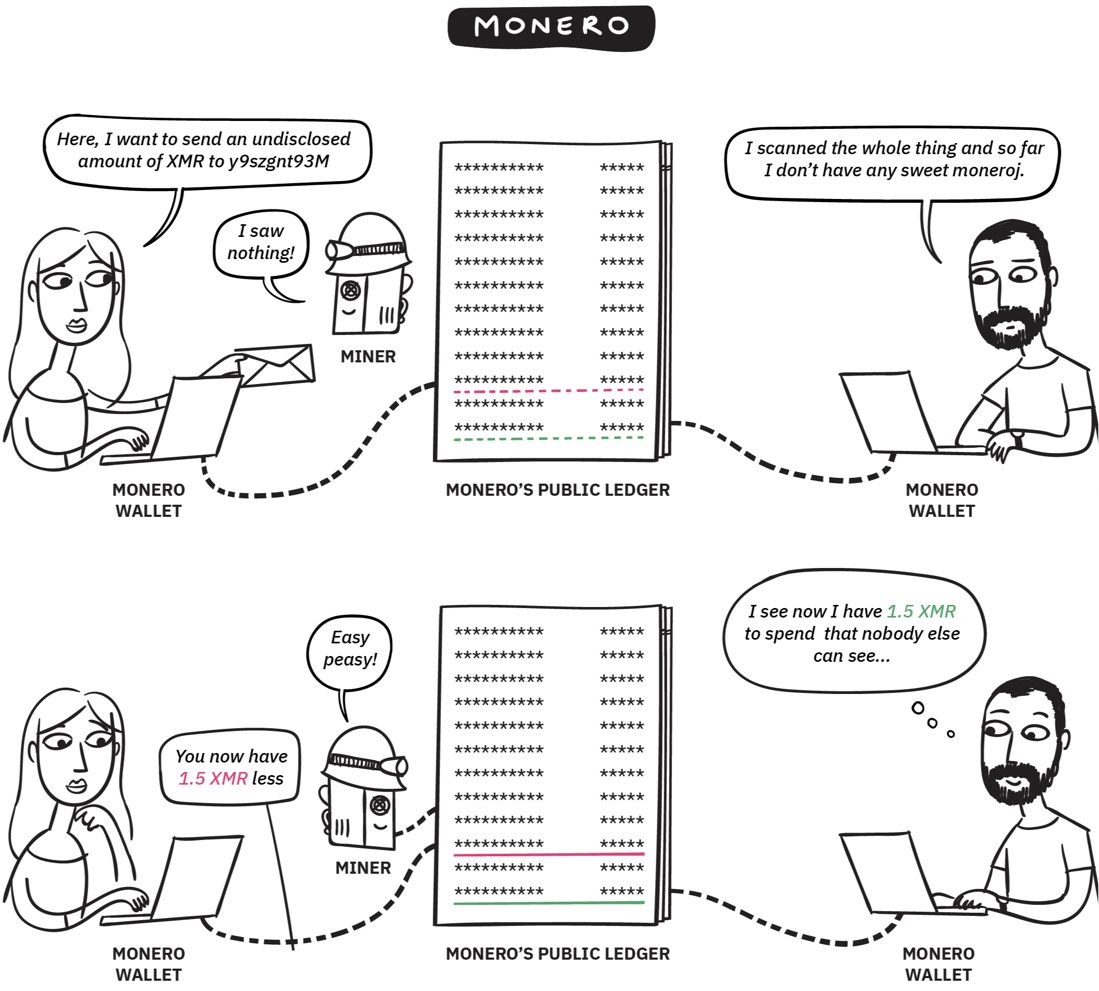 MONERO
Here, I want to send an undisclosed
amount of XMR to y9szgnt93M
I saw
nothing!
MINER
I scanned the whole thing and so far
I don't have any sweet moneroj.
********** *****
********** *****
********** *****
********** *****
********** *****
********** *****
********** *****
********** *****
********** *****
********** *****
********** *****
********** *****
MONERO
WALLET
MONERO'S PUBLIC LEDGER
MONERO
WALLET
You now have
1.5 XMR less
Easy
peasy!
MINER
I see now I have 1.5 XMR
to spend that nobody else
can see...
********** *****
********** *****
********** *****
********** *****
********** *****
********** *****
********** *****
********** *****
********** *****
********** *****
********** *****
********** *****
MONERO
WALLET
MONERO'S PUBLIC LEDGER
MONERO
WALLET